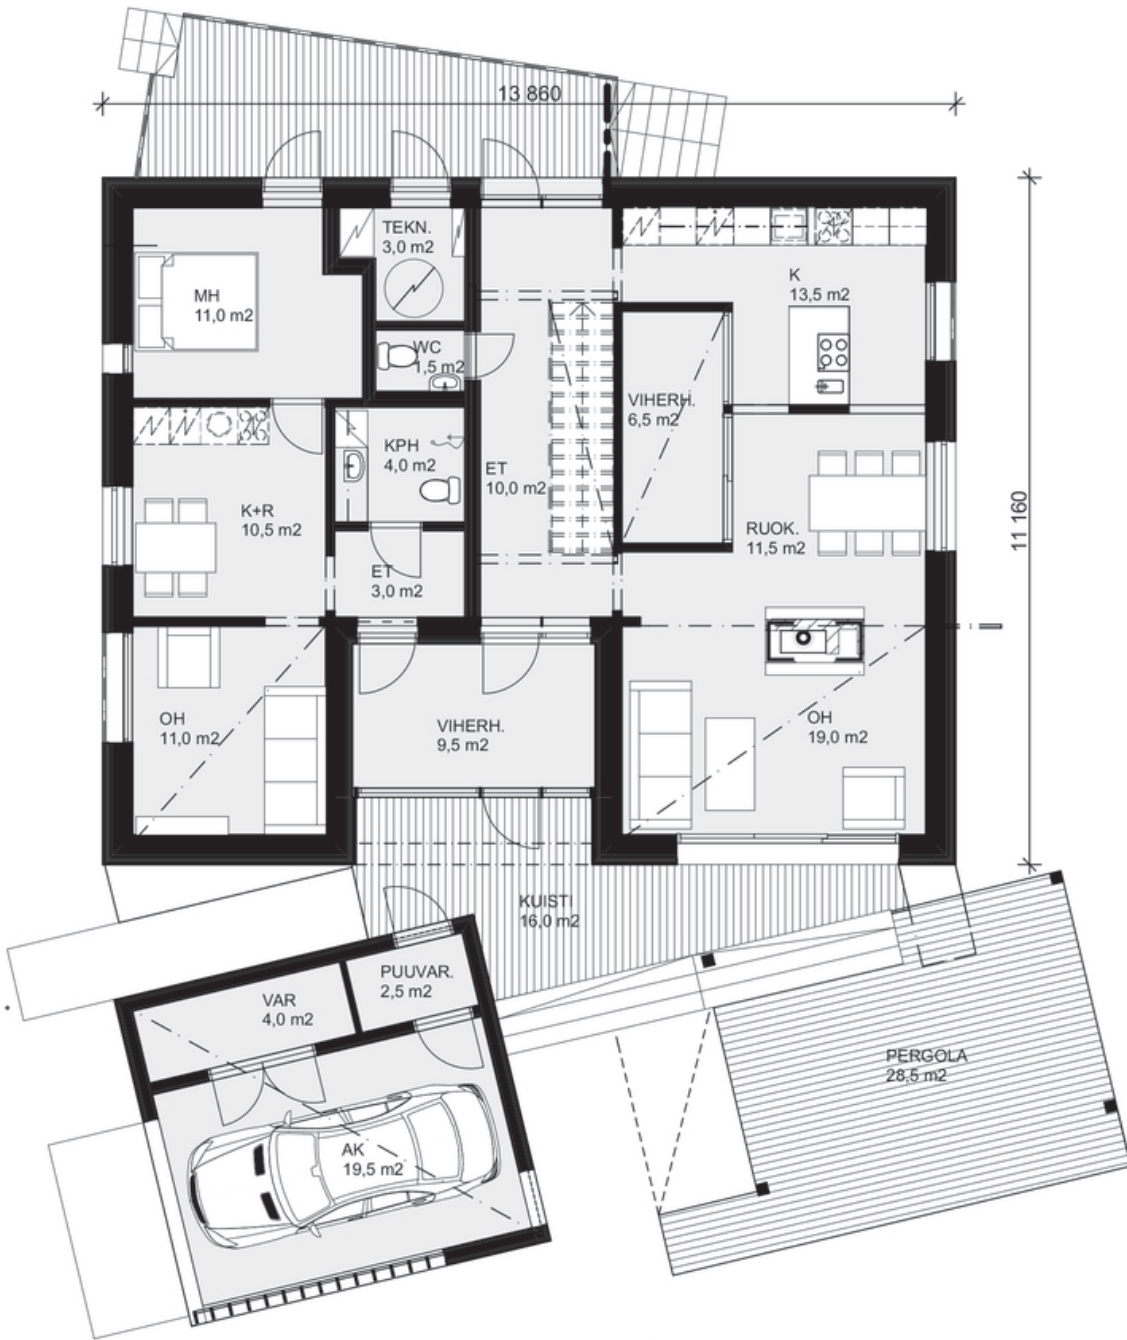 13 860
TEKN.
3,0 m2
K
13,5 m2
MH
11,0 m2
WC
1,5 m2
VIHERH.
6,5 m2
KPH
4,0 m2
ET
10,0 m2
K+R
10,5 m2
RUOK.
11,5 m2
11 160
ET
3,0 m2
OH
11,0 m2
VIHERH.
9,5 m2
OH
19,0 m2
KUISTI
16,0 m2
PUUVAR.
2,5 m2
VAR
4,0 m2
PERGOLA
28,5 m2
AK
19,5 m2